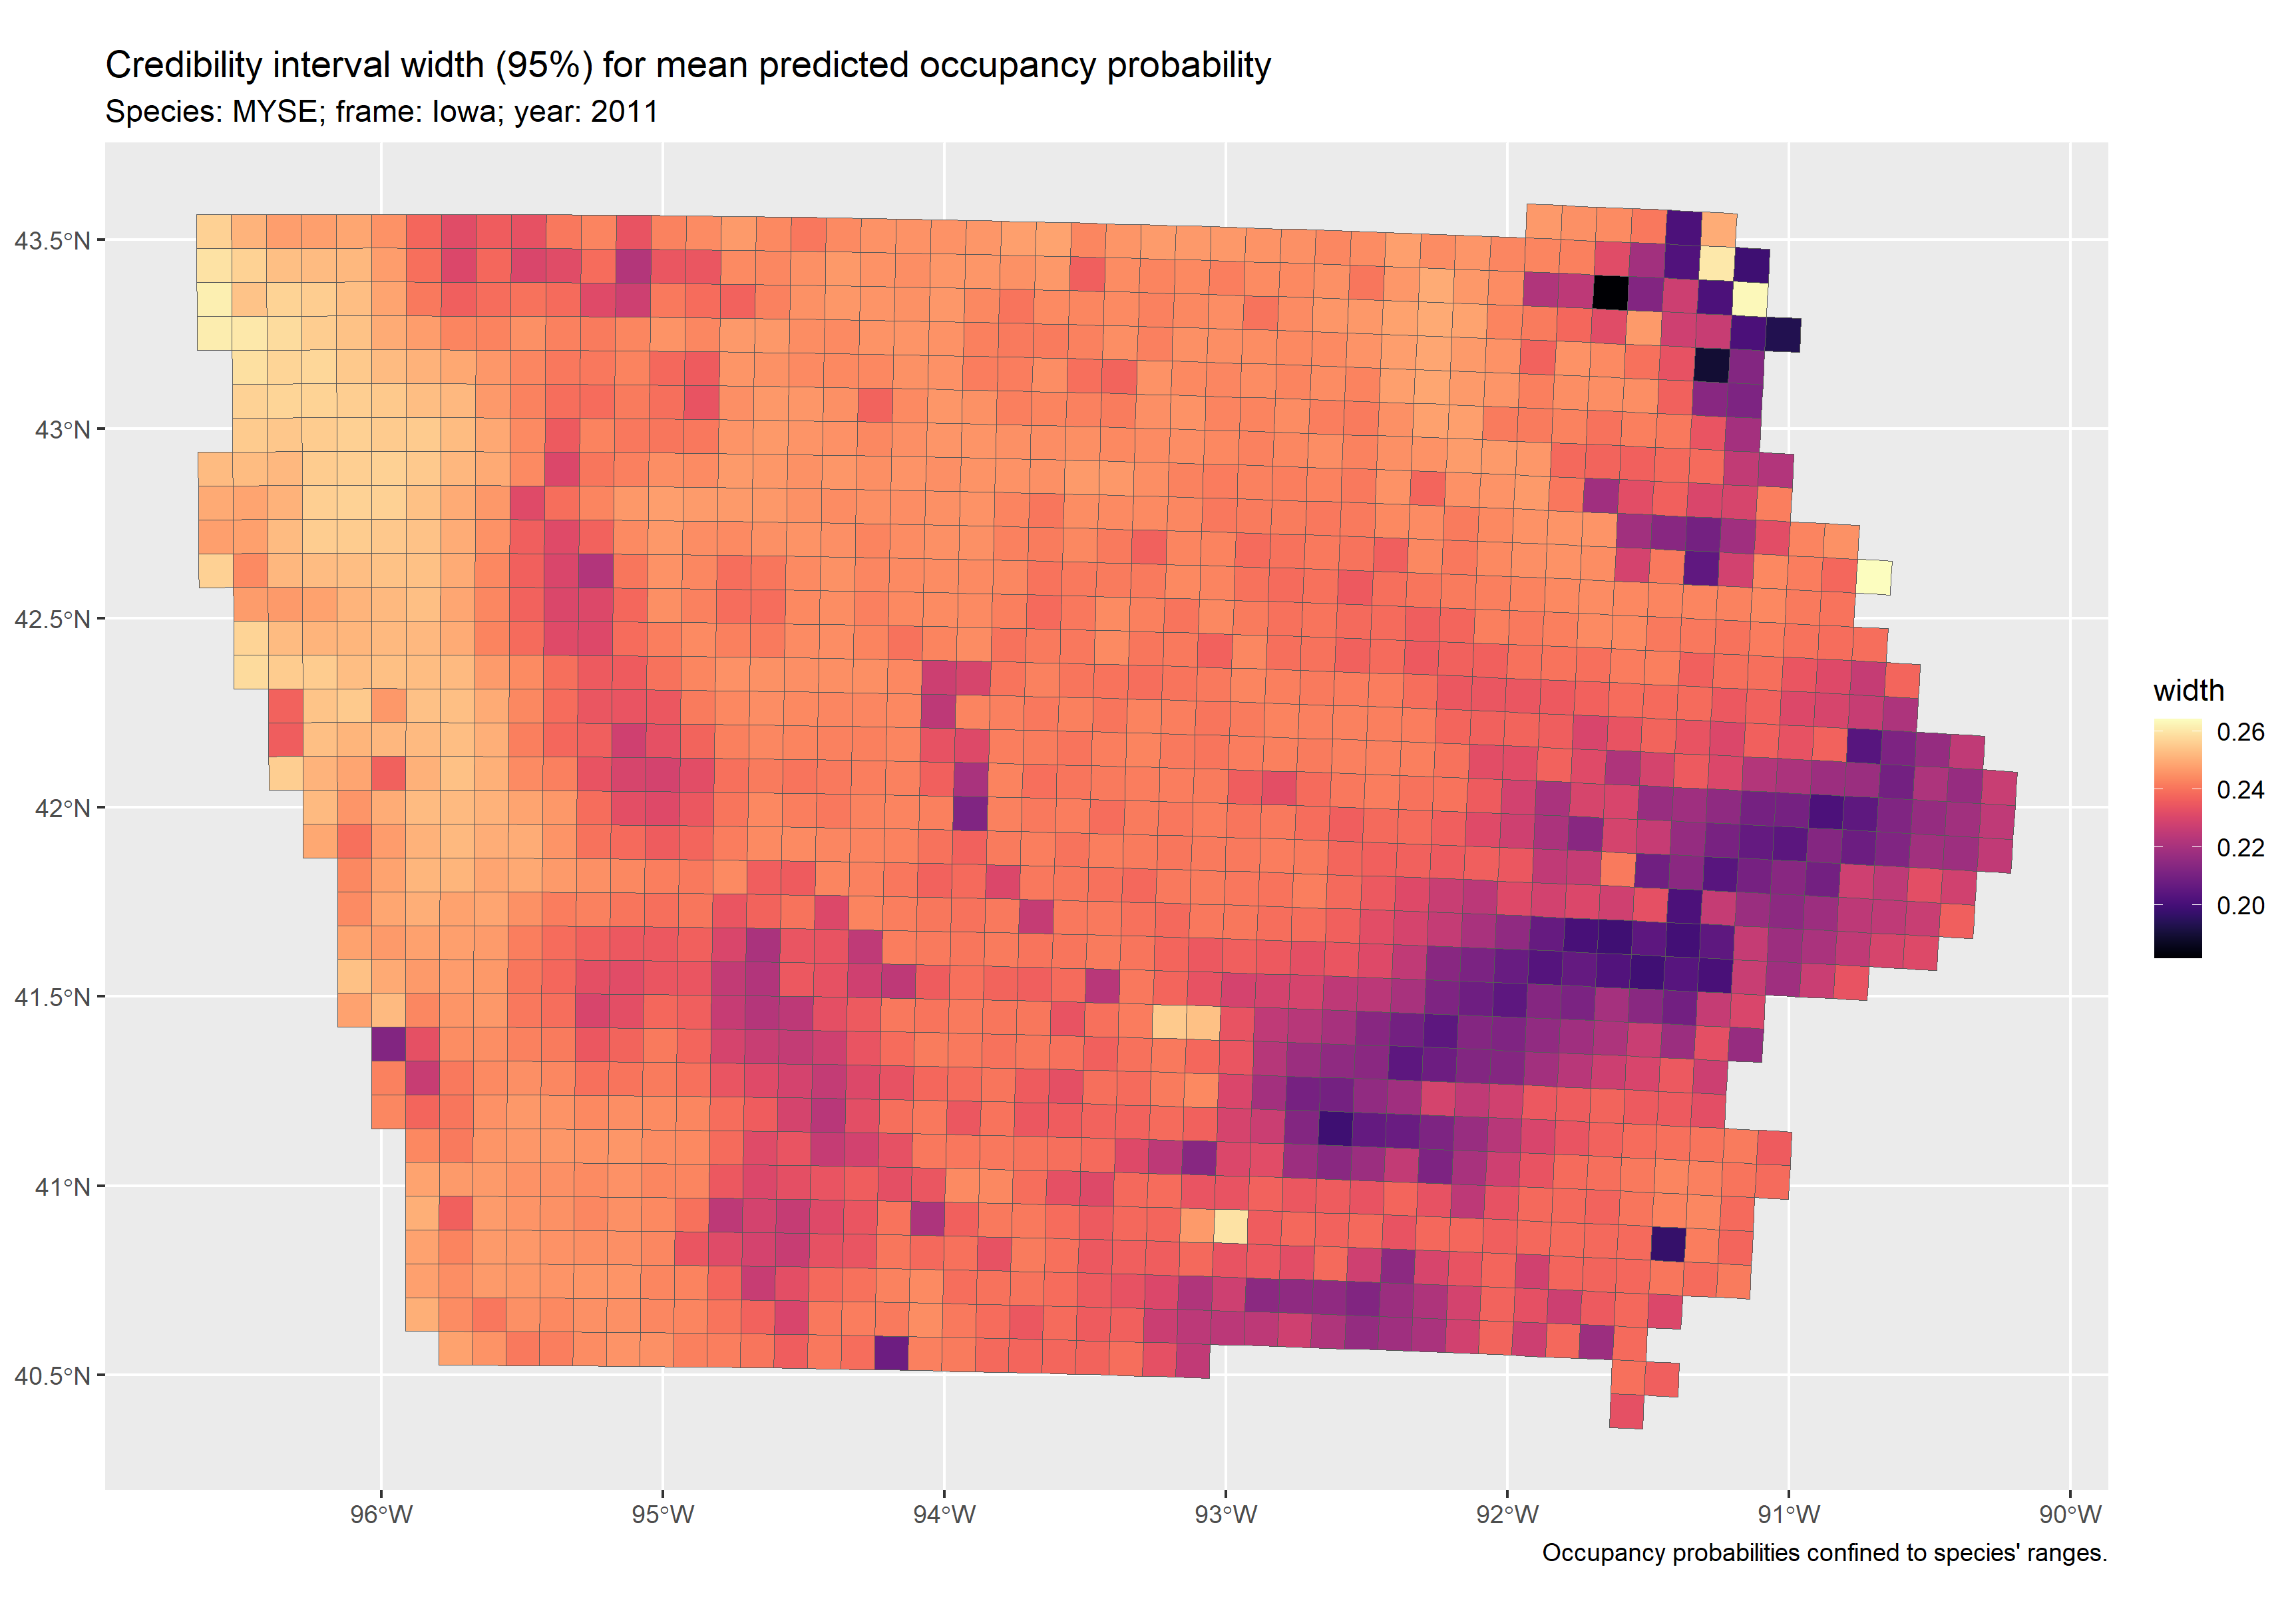 Credibility interval width (95%) for mean predicted occupancy probability
Species: MYSE; frame: Iowa; year: 2011
43.5°N
43°N
42.5°N
42°N
41.5°N
41°N
40.5°N
96°W
95°W
94°W
93°W
92°W
91°W
90°W
width
0.26
0.24
0.22
0.20
Occupancy probabilities confined to species' ranges.